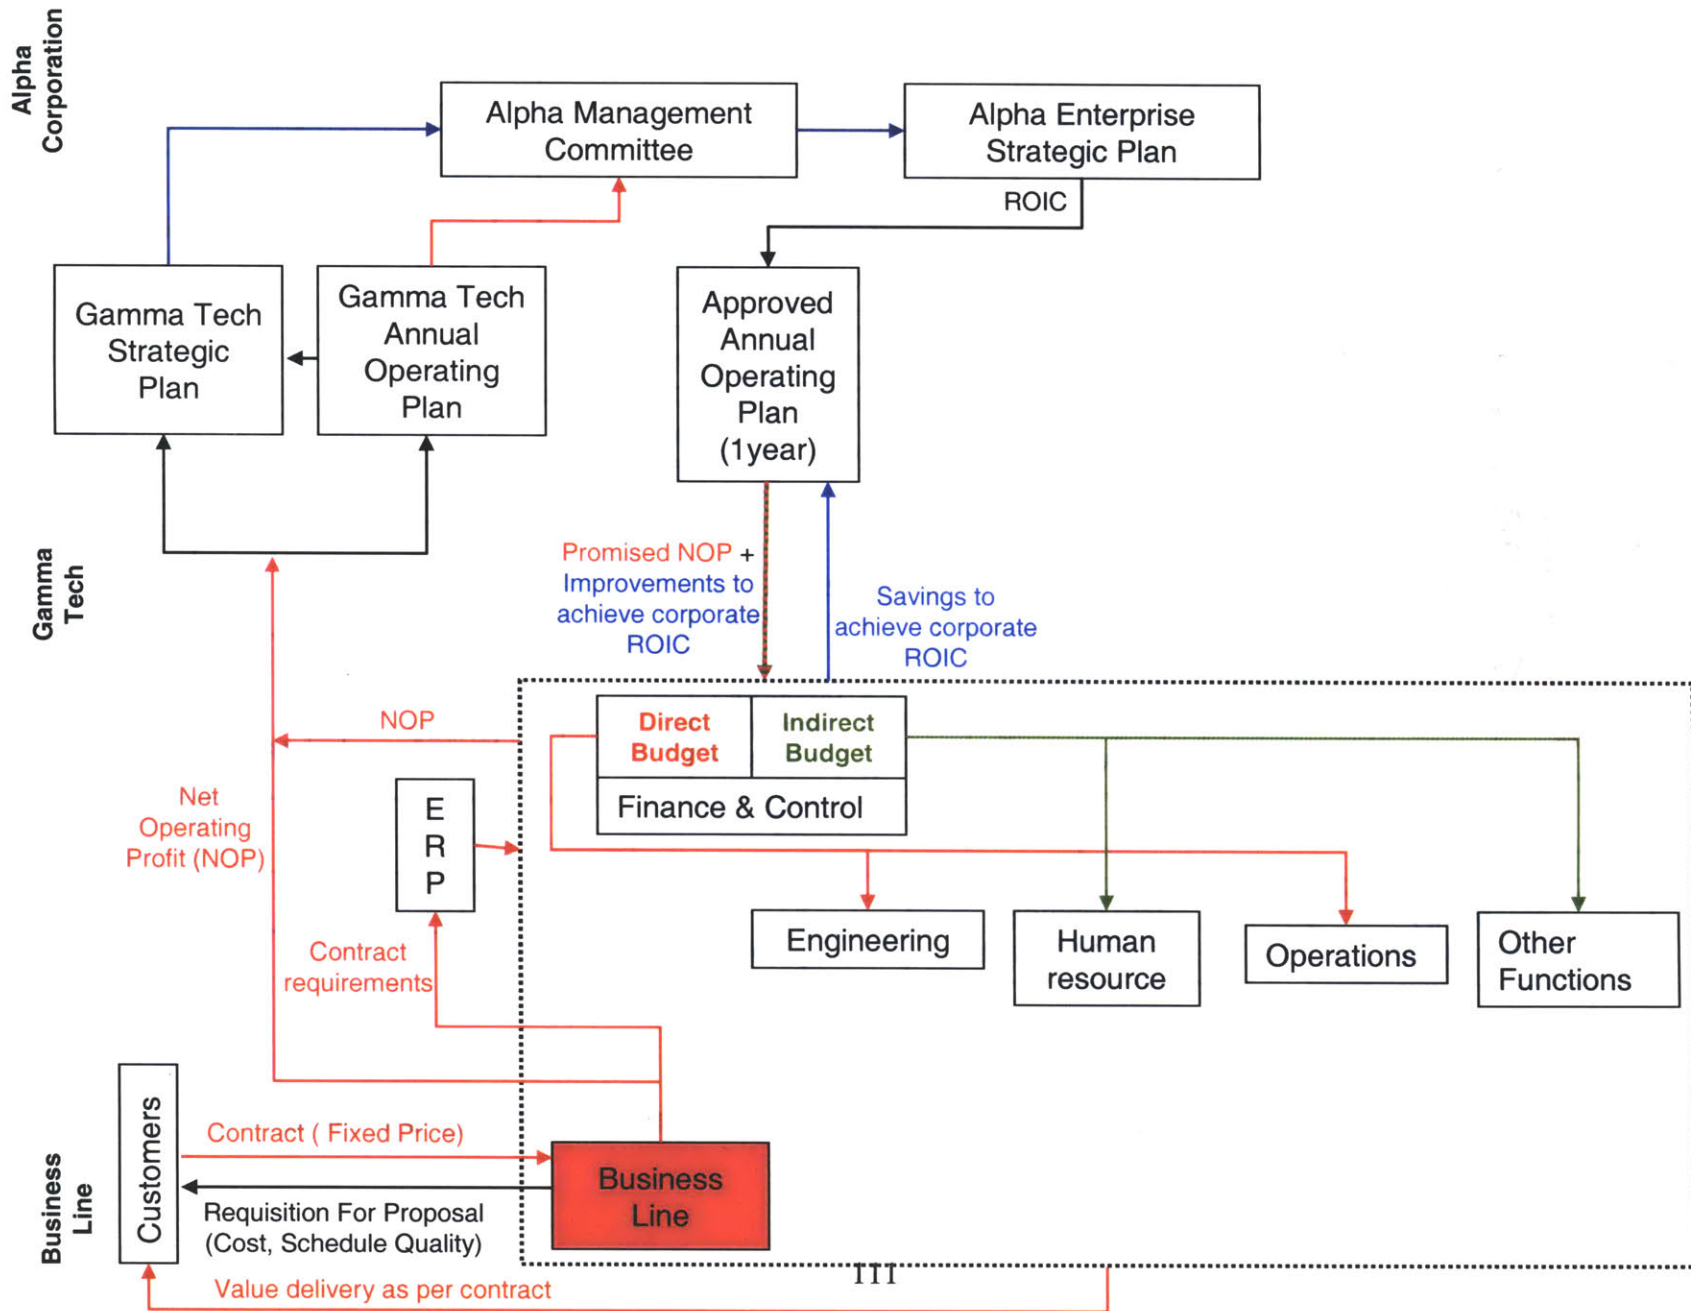 Alpha
Corporation
Alpha Management
Committee
Alpha Enterprise
Strategic Plan
ROIC
Gamma Tech
Strategic
Plan
Gamma Tech
Annual
Operating
Plan
Approved
Annual
Operating
Plan
(1year)
Gamma
Tech
Promised NOP +
Improvements to
achieve corporate
ROIC
Savings to
achieve corporate
ROIC
NOP
Direct
Budget
Indirect
Budget
Finance & Control
Net
Operating
Profit (NOP)
E
R
P
Contract
requirements
Engineering
Human
resource
Operations
Other
Functions
Business
Line
Customers
Contract ( Fixed Price)
Requisition For Proposal
(Cost, Schedule Quality)
Business
Line
Value delivery as per contract
111